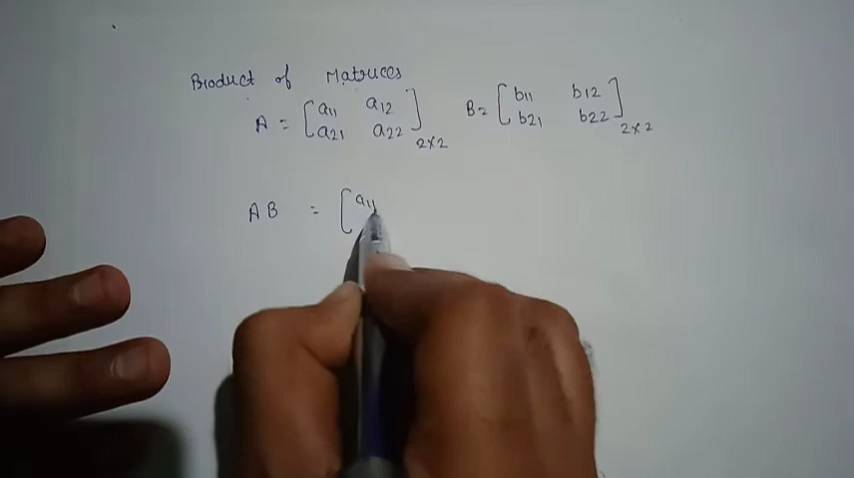 Product of Matrices
A = [ a11 a12 ] B = [ b11 b12 ]
a21 a22 2×2 b21 b22 2×2
AB = [ a11